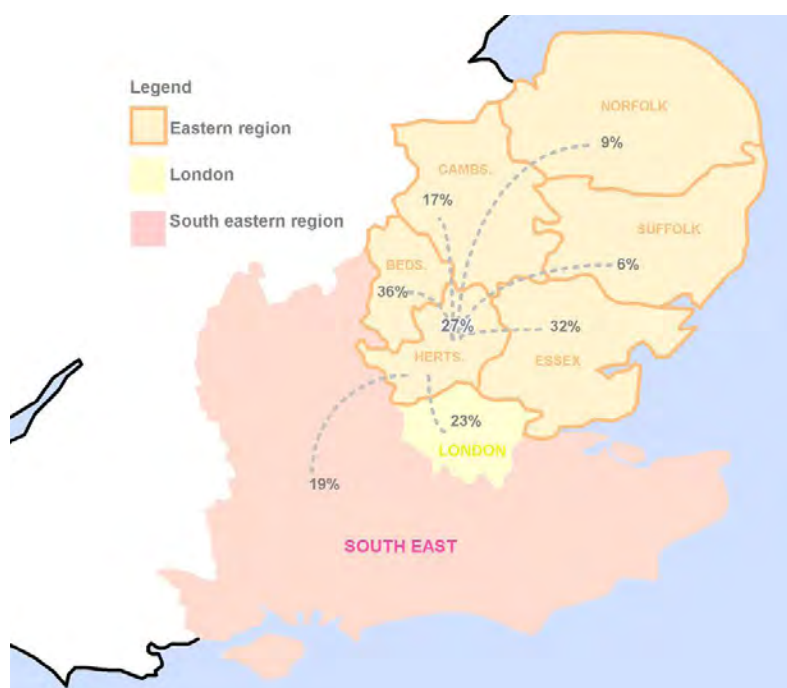 Legend
Eastern region
London
South eastern region
NORFOLK
9%
CAMBS.
17%
SUFFOLK
6%
BEDS.
36%
27%
32%
HERTS.
ESSEX
23%
LONDON
19%
SOUTH EAST